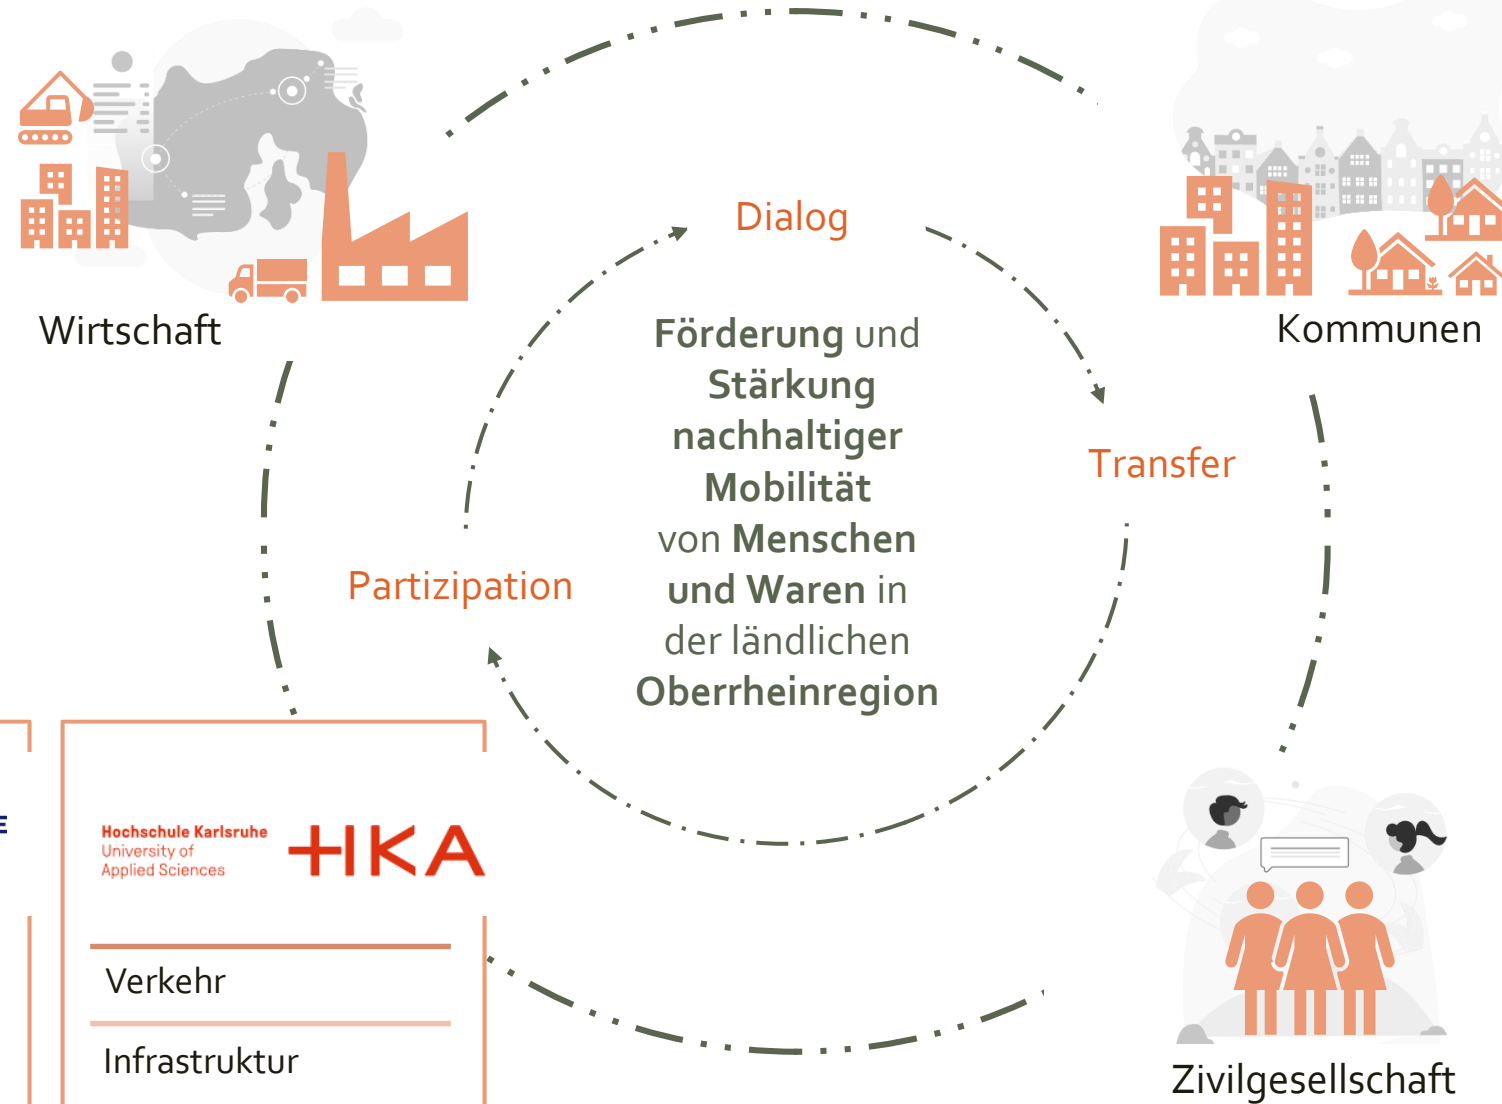 Dialog
Wirtschaft
Kommunen
Förderung und
Stärkung
nachhaltiger
Mobilität
von Menschen
und Waren in
der ländlichen
Oberrheinregion
Transfer
Partizipation
E
Hochschule Karlsruhe
University of
Applied Sciences
HKA
Verkehr
Infrastruktur
Zivilgesellschaft